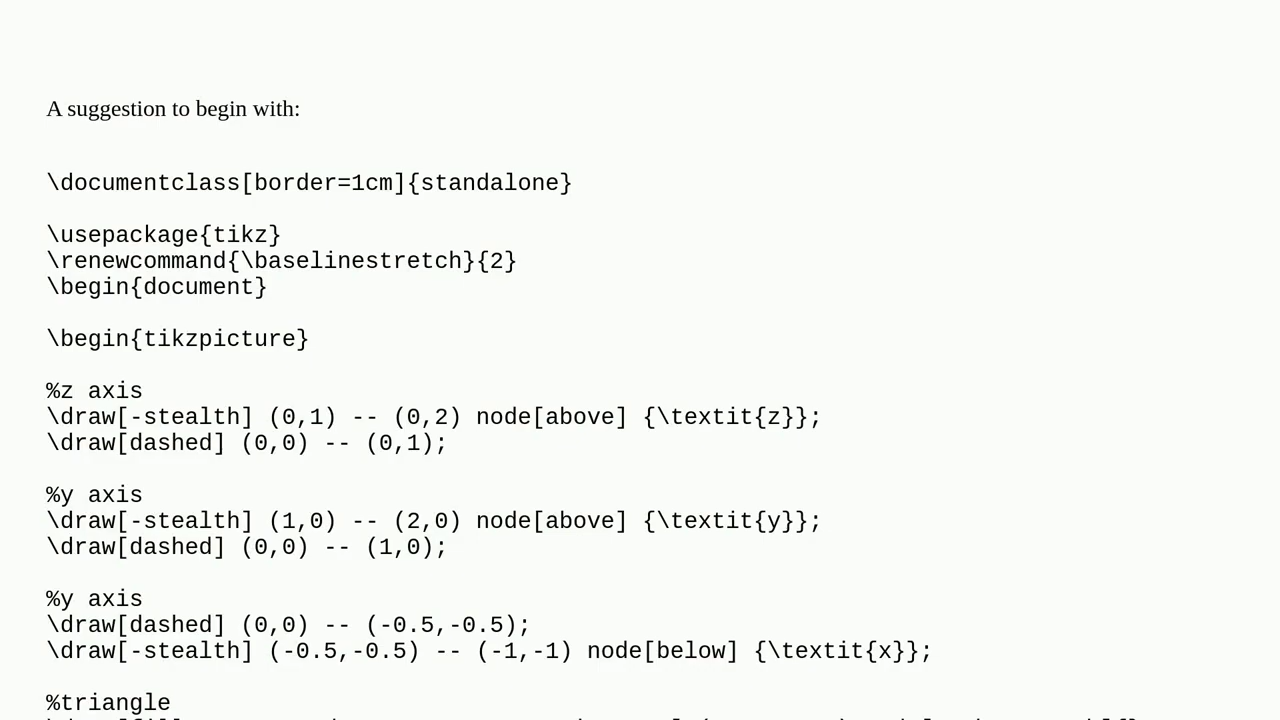 A suggestion to begin with:
\documentclass[border=1cm]{standalone}
\usepackage{tikz}
\renewcommand{\baselinestretch}{2}
\begin{document}
\begin{tikzpicture}
%z axis
\draw[-stealth] (0,1) -- (0,2) node[above] {\textit{z}};
\draw[dashed] (0,0) -- (0,1);
%y axis
\draw[-stealth] (1,0) -- (2,0) node[above] {\textit{y}};
\draw[dashed] (0,0) -- (1,0);
%y axis
\draw[dashed] (0,0) -- (-0.5,-0.5);
\draw[-stealth] (-0.5,-0.5) -- (-1,-1) node[below] {\textit{x}};
%triangle